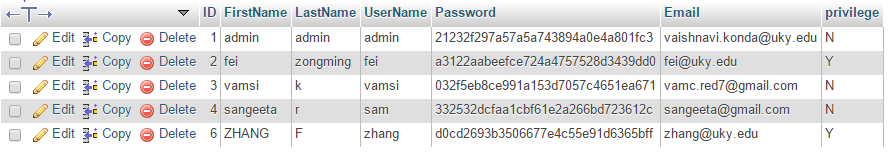 ←T→ ID FirstName LastName UserName Password Email privilege
Edit Copy Delete 1 admin admin admin 21232f297a57a5a743894a0e4a801fc3 vaishnavi.konda@uky.edu N
Edit Copy Delete 2 fei zongming fei a3122aabeefce724a4757528d3439dd0 fei@uky.edu Y
Edit Copy Delete 3 vamsi k vamsi 032f5eb8ce991a153d7057c4651ea671 vamc.red7@gmail.com N
Edit Copy Delete 4 sangeeta r sam 332532dcfaa1cbf61e2a266bd723612c sangeeta@gmail.com N
Edit Copy Delete 6 ZHANG F zhang d0cd2693b3506677e4c55e91d6365bff zhang@uky.edu Y